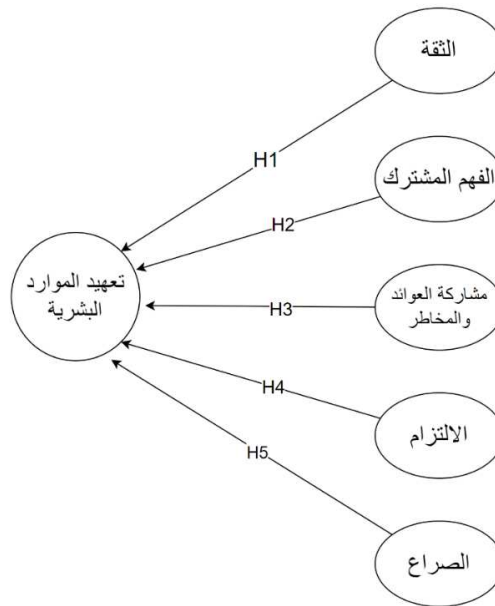 الثقة
H1
الفهم المشترك
H2
تعهيد الموارد
البشرية
مشاركة العوائد
والمخاطر
H3
H4
الالتزام
H5
الصراع